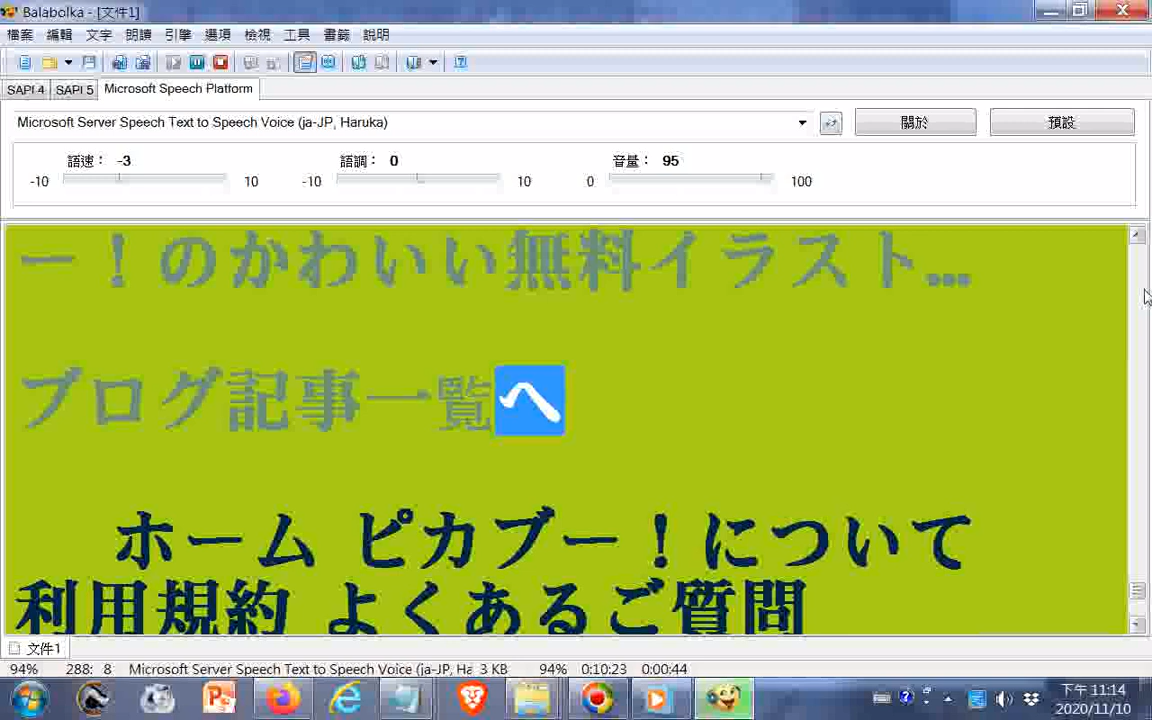 Balabolka - [文件1]
檔案 編輯 文字 朗讀 引擎 選項 檢視 工具 書籤 說明
SAPI 4 SAPI 5 Microsoft Speech Platform
Microsoft Server Speech Text to Speech Voice (ja-JP, Haruka) 關於 預設
語速： -3 語調： 0 音量： 95
-10 10 -10 10 0 100
ー！のかわいい無料イラスト...
ブログ記事一覧へ
ホーム ピカブー！について
利用規約 よくあるご質問
文件1
94% 288: 8 Microsoft Server Speech Text to Speech Voice (ja-JP, Ha 3 KB 94% 0:10:23 0:00:44
下午 11:14
2020/11/10